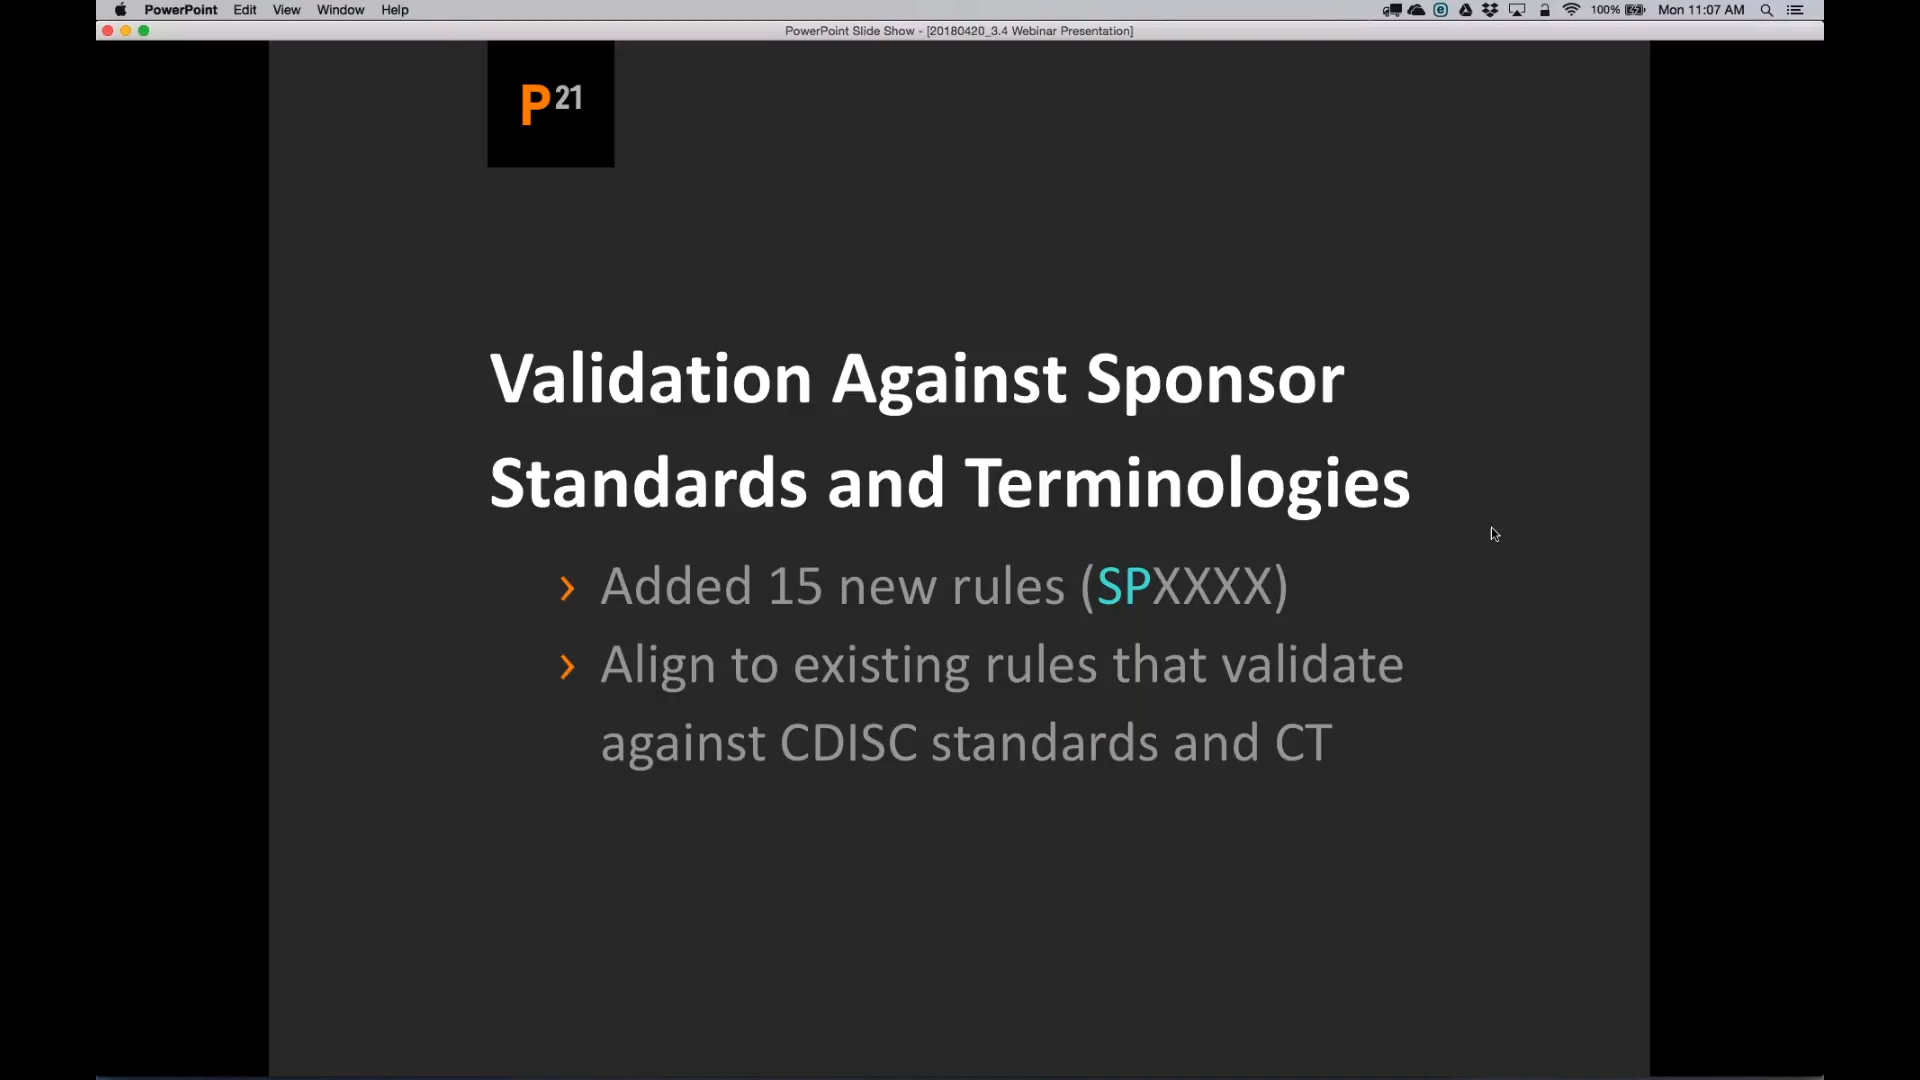 PowerPoint Edit View Window Help 100% Mon 11:07 AM
PowerPoint Slide Show - [20180420_3.4 Webinar Presentation]
P21
Validation Against Sponsor
Standards and Terminologies
› Added 15 new rules (SPXXXX)
› Align to existing rules that validate
against CDISC standards and CT